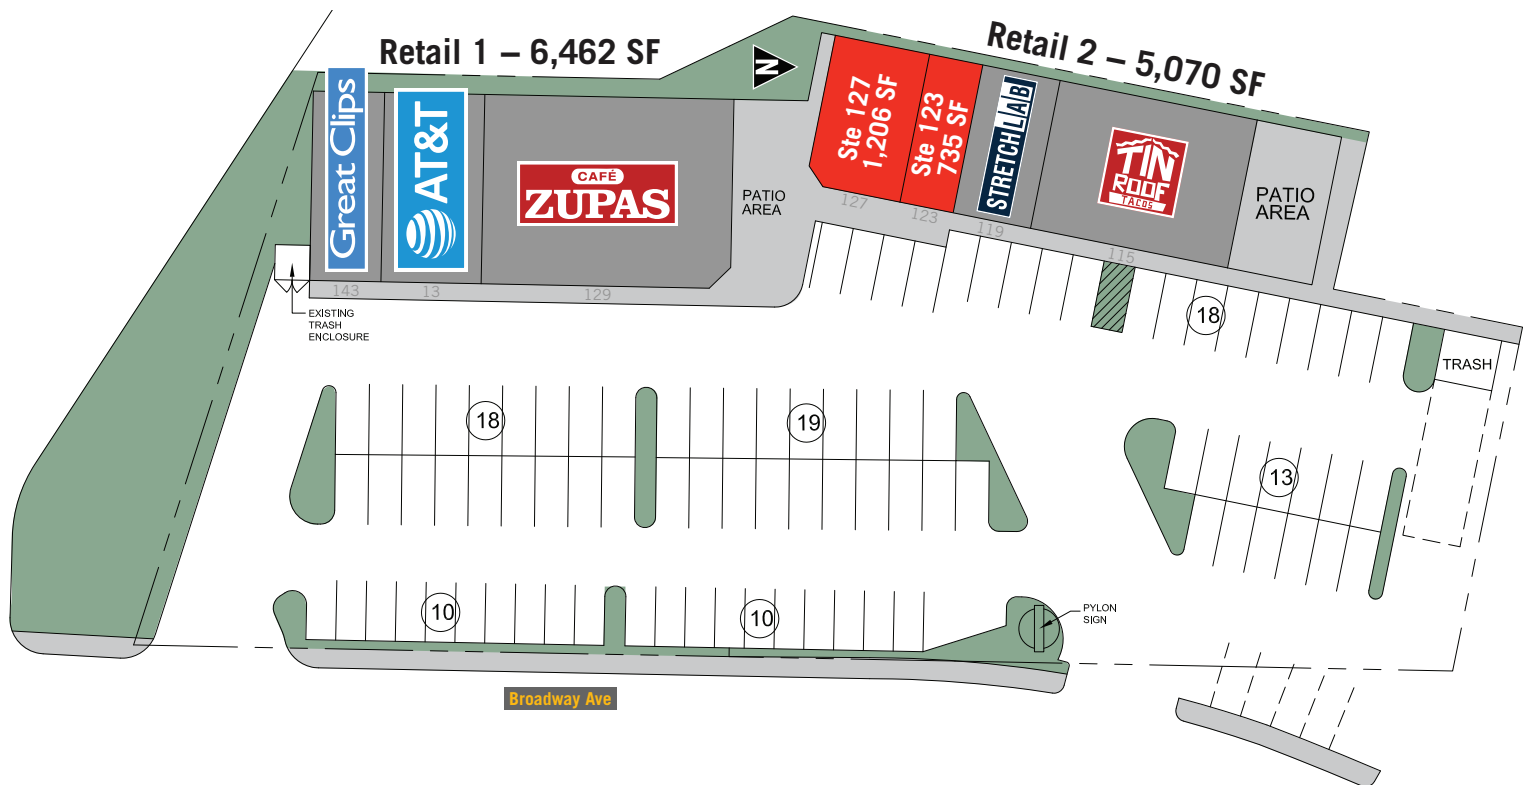 Retail 1 – 6,462 SF
Retail 2 – 5,070 SF
N
Great Clips
AT&T
CAFÉ
ZUPAS
PATIO
AREA
Ste 127
1,206 SF
Ste 123
735 SF
STRETCHLAB
TIN
ROOF
TACOS
PATIO
AREA
143
13
129
127
123
119
115
EXISTING
TRASH
ENCLOSURE
18
TRASH
18
19
13
10
10
PYLON
SIGN
Broadway Ave